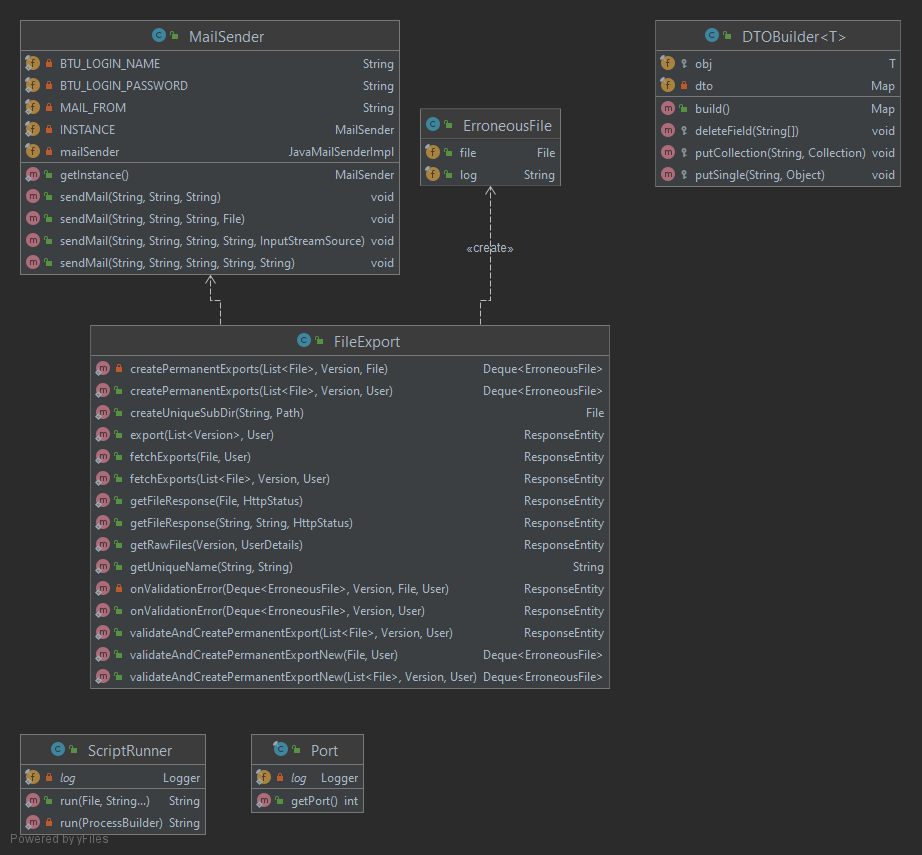 MailSender
BTU_LOGIN_NAME String
BTU_LOGIN_PASSWORD String
MAIL_FROM String
INSTANCE MailSender
mailSender JavaMailSenderImpl
getInstance() MailSender
sendMail(String, String, String) void
sendMail(String, String, String, File) void
sendMail(String, String, String, String, InputStreamSource) void
sendMail(String, String, String, String, String) void
ErroneousFile
file File
log String
DTOBuilder<T>
obj T
dto Map
build() Map
deleteField(String[]) void
putCollection(String, Collection) void
putSingle(String, Object) void
«create»
FileExport
createPermanentExports(List<File>, Version, File) Deque<ErroneousFile>
createPermanentExports(List<File>, Version, User) Deque<ErroneousFile>
createUniqueSubDir(String, Path) File
export(List<Version>, User) ResponseEntity
fetchExports(File, User) ResponseEntity
fetchExports(List<File>, Version, User) ResponseEntity
getFileResponse(File, HttpStatus) ResponseEntity
getFileResponse(String, String, HttpStatus) ResponseEntity
getRawFiles(Version, UserDetails) ResponseEntity
getUniqueName(String, String) String
onValidationError(Deque<ErroneousFile>, Version, File, User) ResponseEntity
onValidationError(Deque<ErroneousFile>, Version, User) ResponseEntity
validateAndCreatePermanentExport(List<File>, Version, User) ResponseEntity
validateAndCreatePermanentExportNew(File, User) Deque<ErroneousFile>
validateAndCreatePermanentExportNew(List<File>, Version, User) Deque<ErroneousFile>
ScriptRunner
log Logger
run(File, String...) String
run(ProcessBuilder) String
Port
log Logger
getPort() int
Powered by yFiles